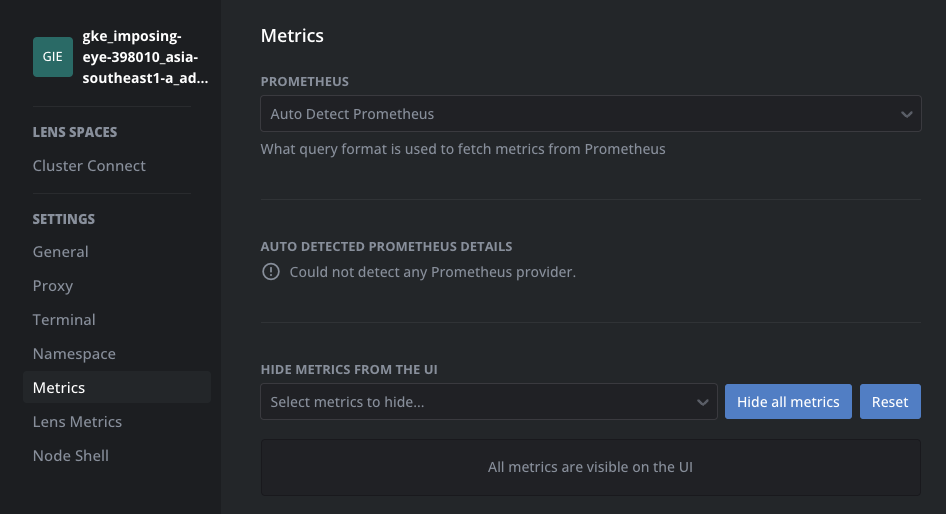 GIE
gke_imposing-
eye-398010_asia-
southeast1-a_ad...
LENS SPACES
Cluster Connect
SETTINGS
General
Proxy
Terminal
Namespace
Metrics
Lens Metrics
Node Shell
Metrics
PROMETHEUS
Auto Detect Prometheus
What query format is used to fetch metrics from Prometheus
AUTO DETECTED PROMETHEUS DETAILS
Could not detect any Prometheus provider.
HIDE METRICS FROM THE UI
Select metrics to hide...
Hide all metrics
Reset
All metrics are visible on the UI